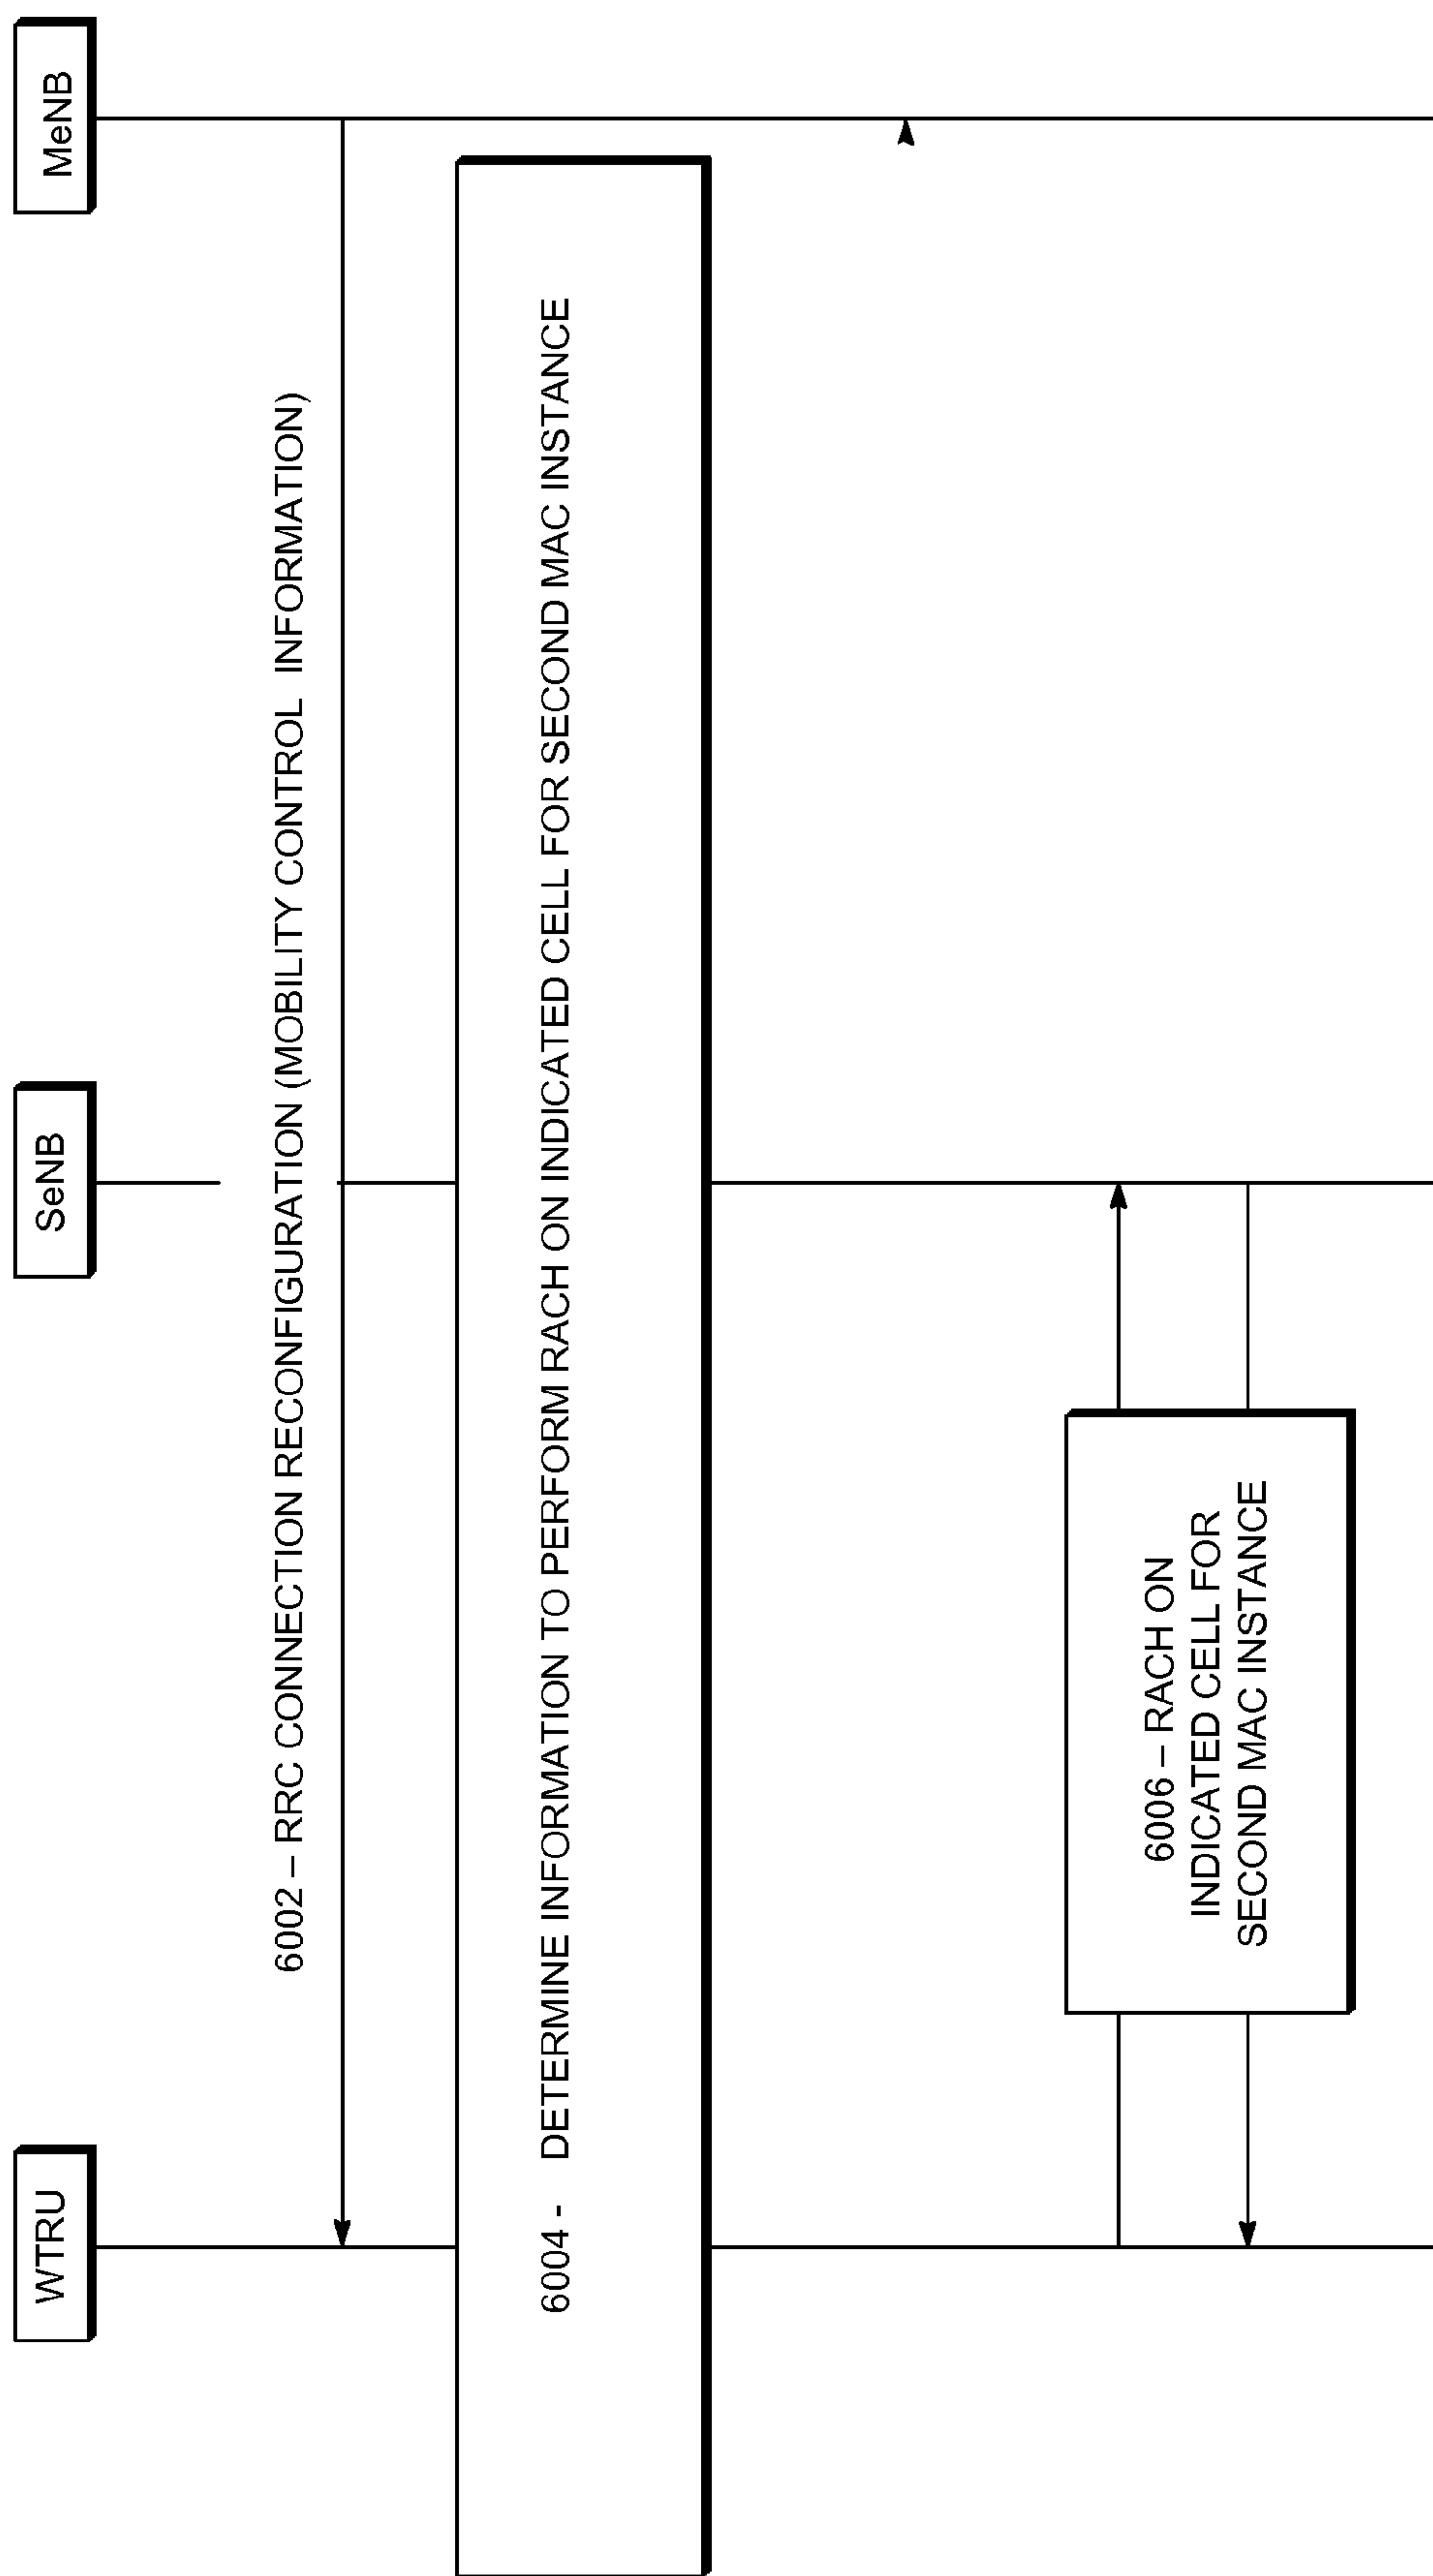 WTRU
SeNB
MeNB
6002 – RRC CONNECTION RECONFIGURATION (MOBILITY CONTROL INFORMATION)
6004 - DETERMINE INFORMATION TO PERFORM RACH ON INDICATED CELL FOR SECOND MAC INSTANCE
6006 – RACH ON
INDICATED CELL FOR
SECOND MAC INSTANCE